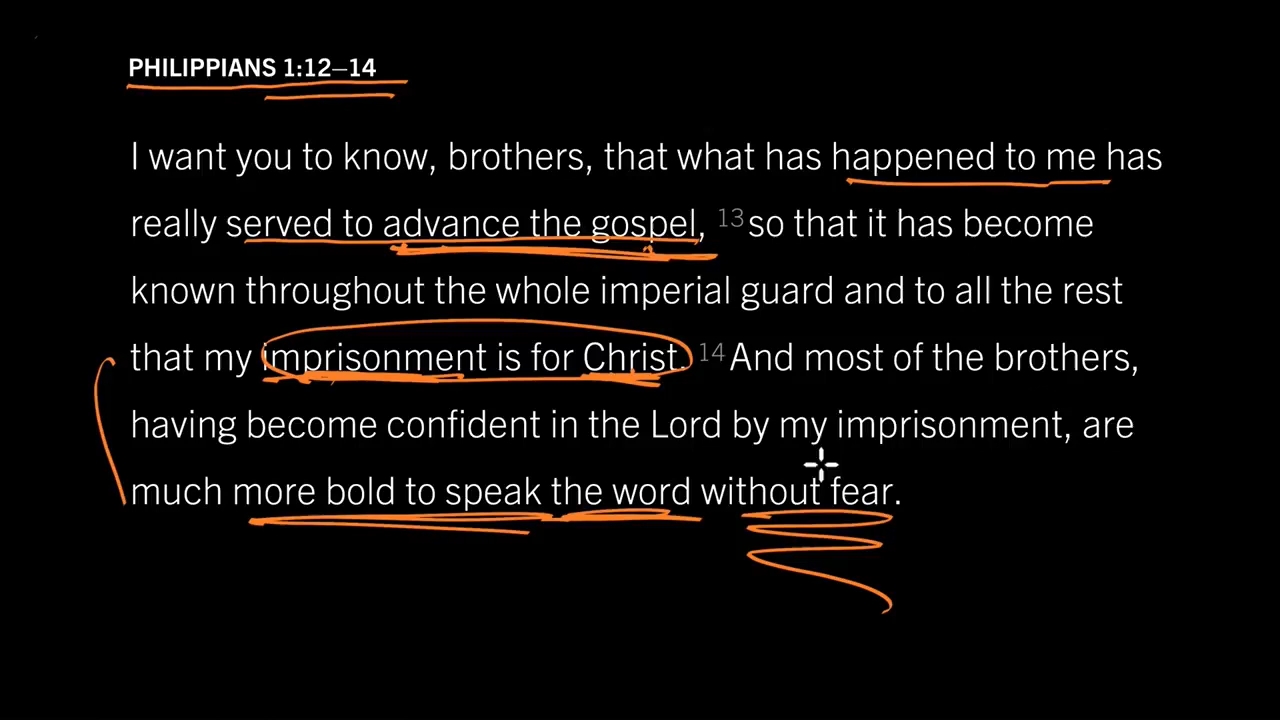 PHILIPPIANS 1:12–14
I want you to know, brothers, that what has happened to me has
really served to advance the gospel, 13 so that it has become
known throughout the whole imperial guard and to all the rest
that my imprisonment is for Christ. 14 And most of the brothers,
having become confident in the Lord by my imprisonment, are
much more bold to speak the word without fear.